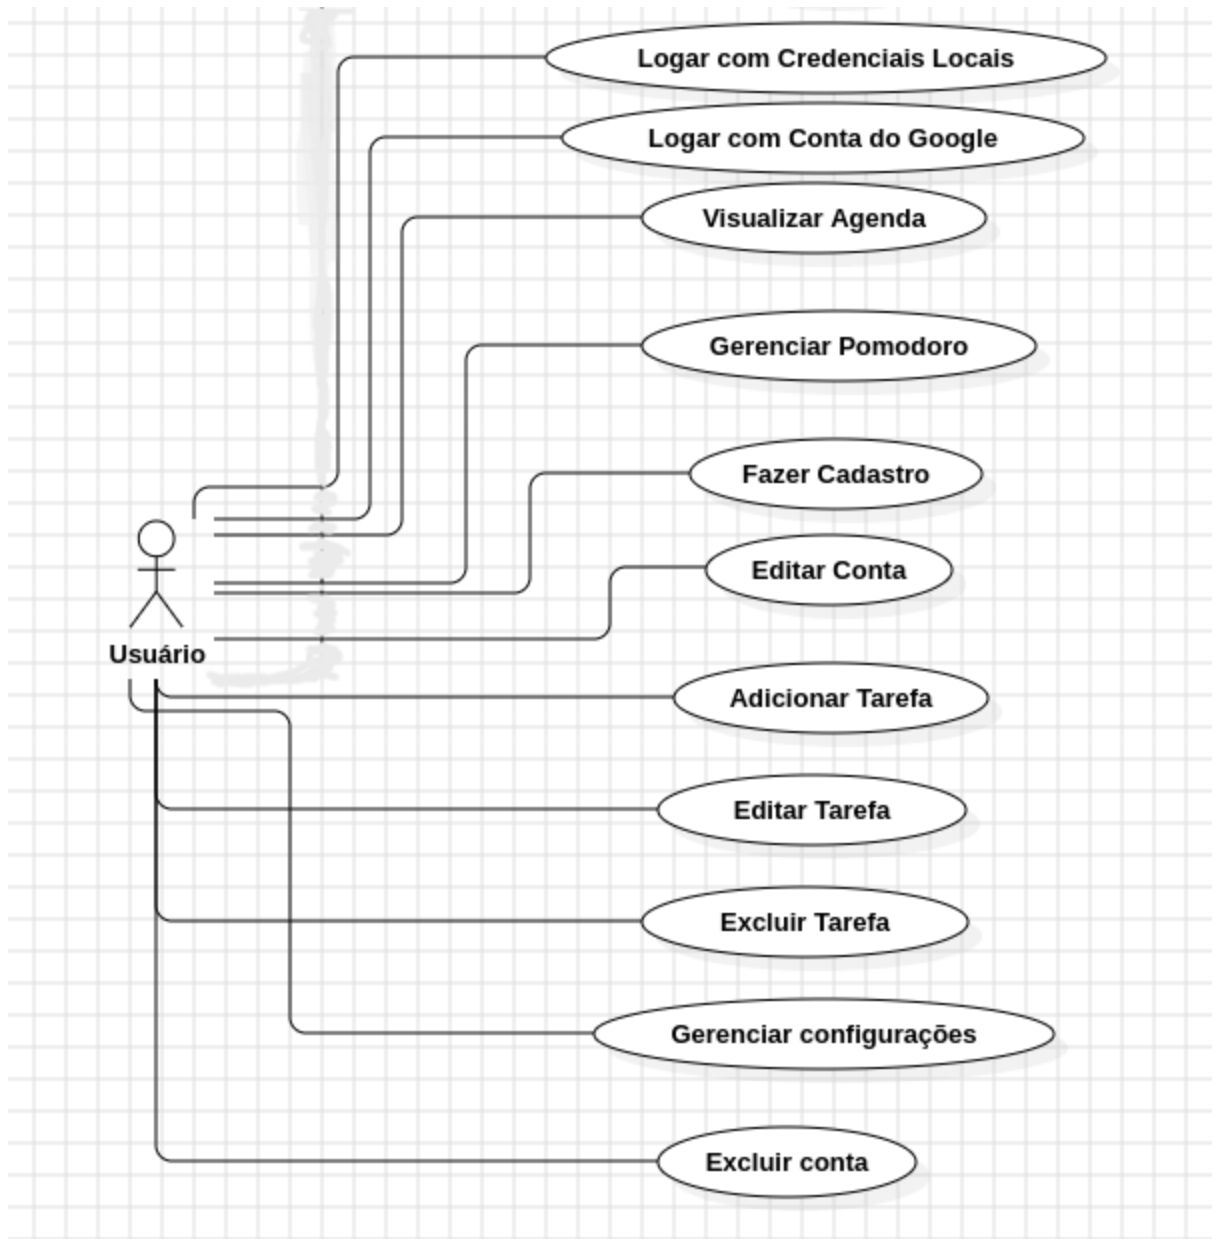 Logar com Credenciais Locais
Logar com Conta do Google
Visualizar Agenda
Gerenciar Pomodoro
Fazer Cadastro
Editar Conta
Usuário
Adicionar Tarefa
Editar Tarefa
Excluir Tarefa
Gerenciar configurações
Excluir conta